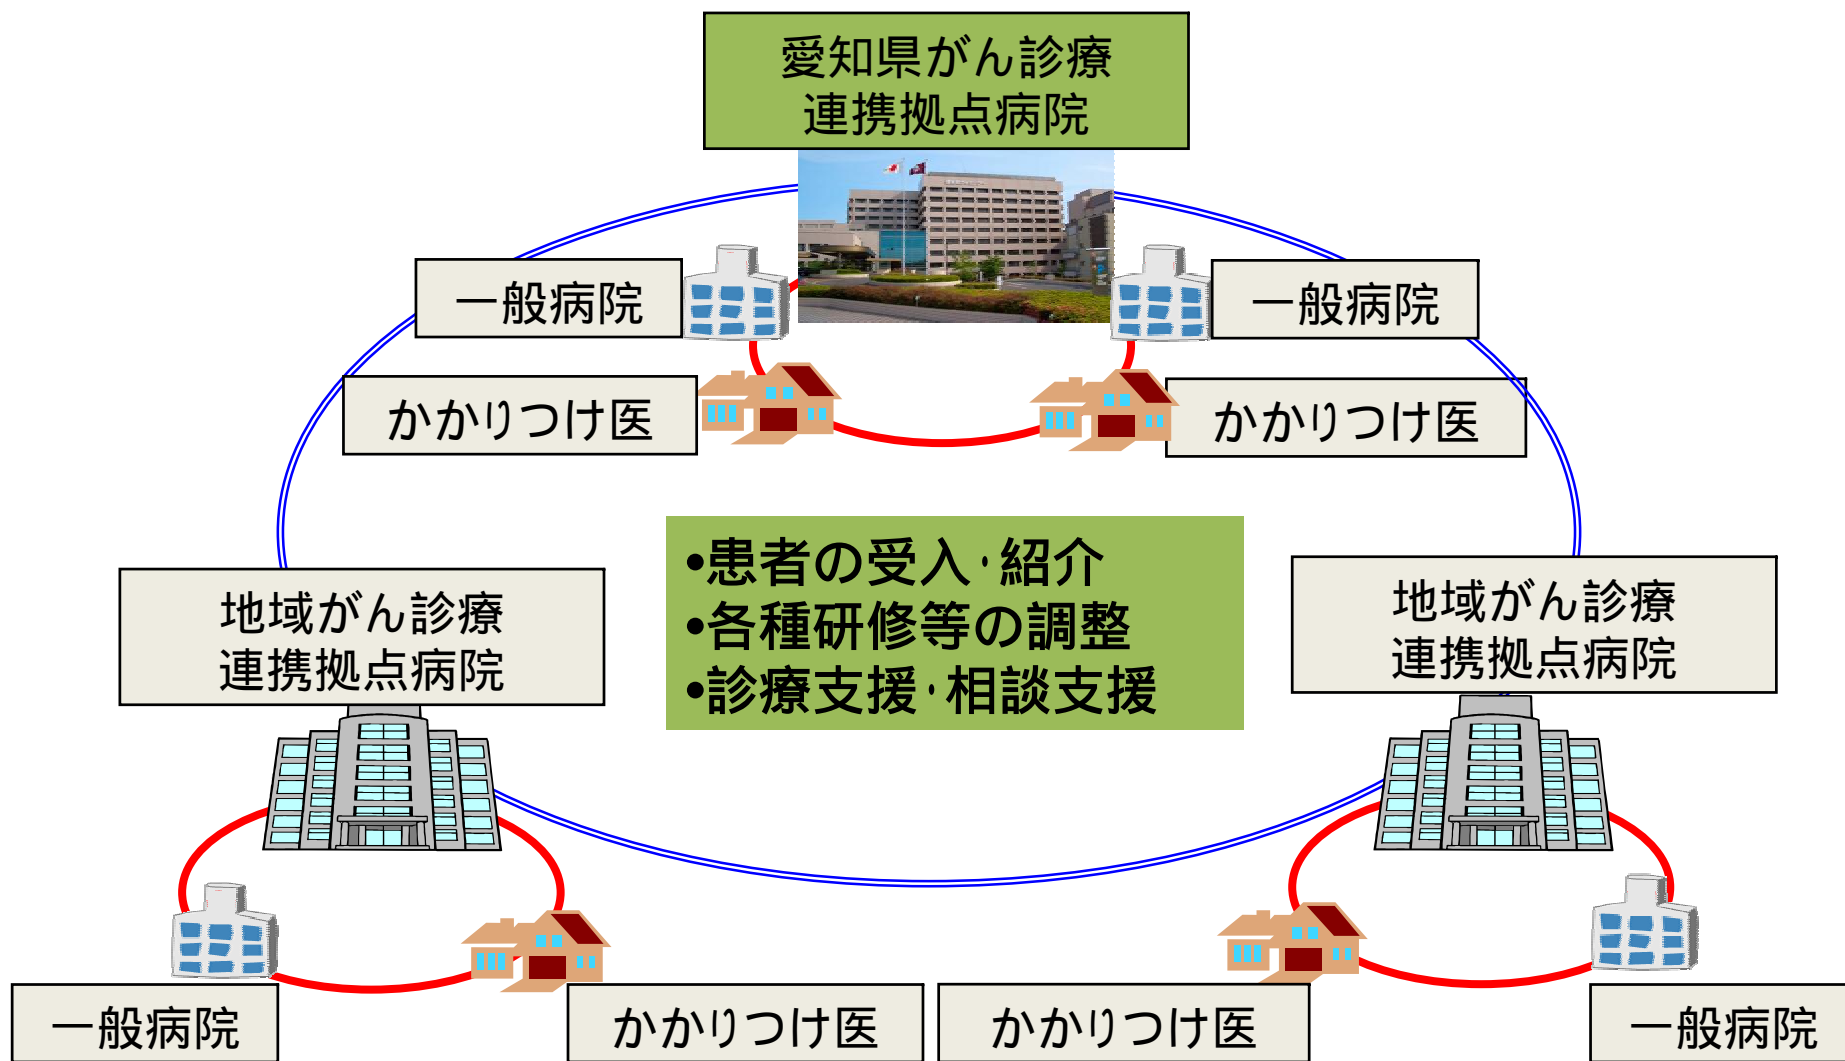 愛知県がん診療
連携拠点病院
一般病院
一般病院
かかりつけ医
かかりつけ医
•患者の受入・紹介
•各種研修等の調整
•診療支援・相談支援
地域がん診療
連携拠点病院
地域がん診療
連携拠点病院
一般病院
かかりつけ医
かかりつけ医
一般病院